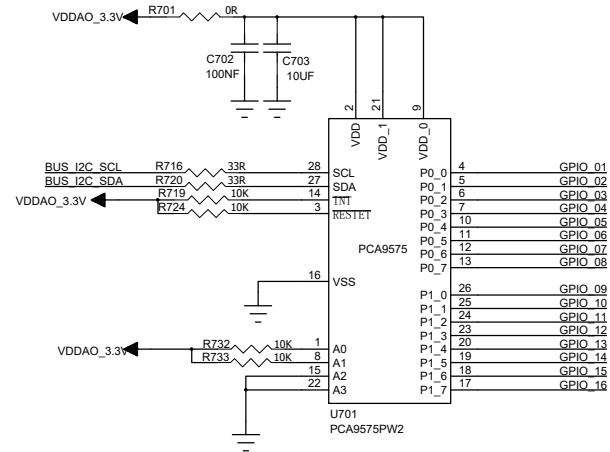 VDDAO_3.3V R701 0R
C702 C703
100NF 10UF
2 21 9
VDD VDD_1 VDD_0
BUS_I2C_SCL R716 33R 28 SCL P0_0 4 GPIO_01
BUS_I2C_SDA R720 33R 27 SDA P0_1 5 GPIO_02
VDDAO_3.3V R719 10K 14 INT P0_2 6 GPIO_03
R724 10K 3 RESTET P0_3 7 GPIO_04
P0_4 10 GPIO_05
PCA9575 P0_5 11 GPIO_06
P0_6 12 GPIO_07
P0_7 13 GPIO_08
16 VSS
P1_0 26 GPIO_09
P1_1 25 GPIO_10
P1_2 24 GPIO_11
P1_3 23 GPIO_12
VDDAO_3.3V R732 10K 1 A0 P1_4 20 GPIO_13
R733 10K 8 A1 P1_5 19 GPIO_14
15 A2 P1_6 18 GPIO_15
22 A3 P1_7 17 GPIO_16
U701
PCA9575PW2